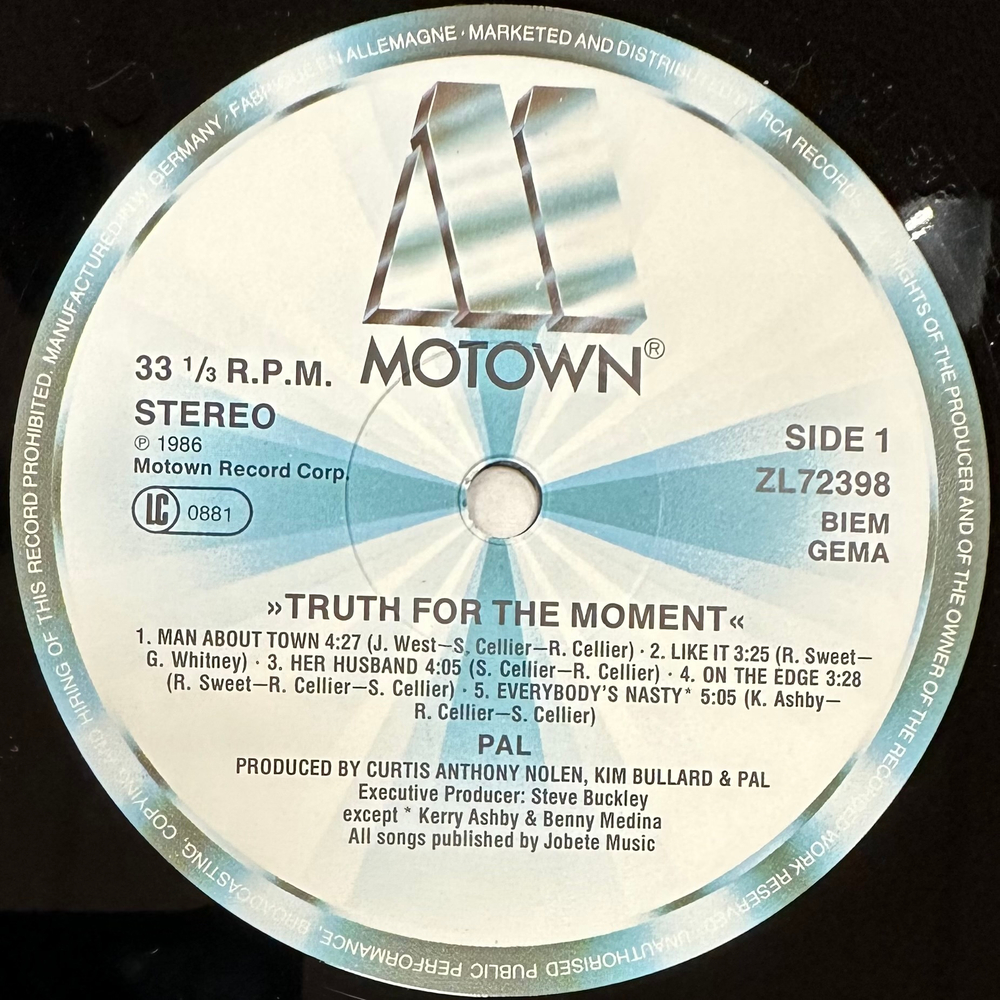 MANUFACTURED IN W. GERMANY · FABRIQUÉ EN ALLEMAGNE · MARKETED AND DISTRIBUTED BY RCA RECORDS
RIGHTS OF THE PRODUCER AND OF THE OWNER OF THE RECORDED WORK RESERVED. UNAUTHORISED PUBLIC PERFORMANCE, BROADCASTING, COPYING AND HIRING OF THIS RECORD PROHIBITED.
MOTOWN®
33 1/3 R.P.M.
STEREO
℗ 1986
Motown Record Corp.
LC 0881
SIDE 1
ZL72398
BIEM
GEMA
»TRUTH FOR THE MOMENT«
1. MAN ABOUT TOWN 4:27 (J. West—S. Cellier—R. Cellier) · 2. LIKE IT 3:25 (R. Sweet—
G. Whitney) · 3. HER HUSBAND 4:05 (S. Cellier—R. Cellier) · 4. ON THE EDGE 3:28
(R. Sweet—R. Cellier—S. Cellier) · 5. EVERYBODY'S NASTY* 5:05 (K. Ashby—
R. Cellier—S. Cellier)
PAL
PRODUCED BY CURTIS ANTHONY NOLEN, KIM BULLARD & PAL
Executive Producer: Steve Buckley
except * Kerry Ashby & Benny Medina
All songs published by Jobete Music